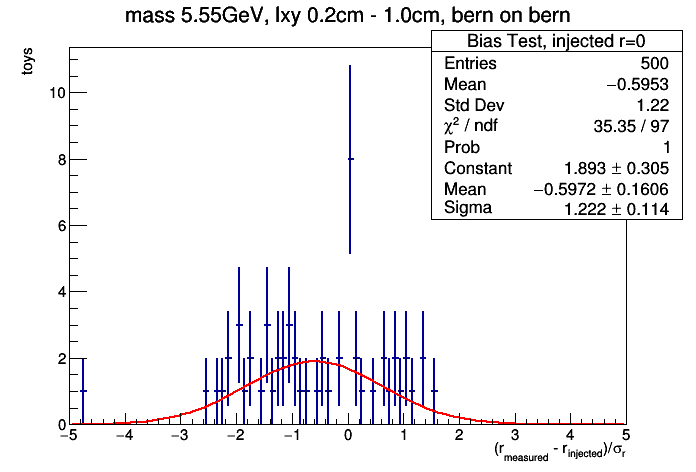 mass 5.55GeV, lxy 0.2cm - 1.0cm, bern on bern
Bias Test, injected r=0
Entries 500
Mean −0.5953
Std Dev 1.22
χ² / ndf 35.35 / 97
Prob 1
Constant 1.893 ± 0.305
Mean −0.5972 ± 0.1606
Sigma 1.222 ± 0.114
toys
10
8
6
4
2
0
−5 −4 −3 −2 −1 0 1 2 3 4 5
(r_measured - r_injected)/σ_r